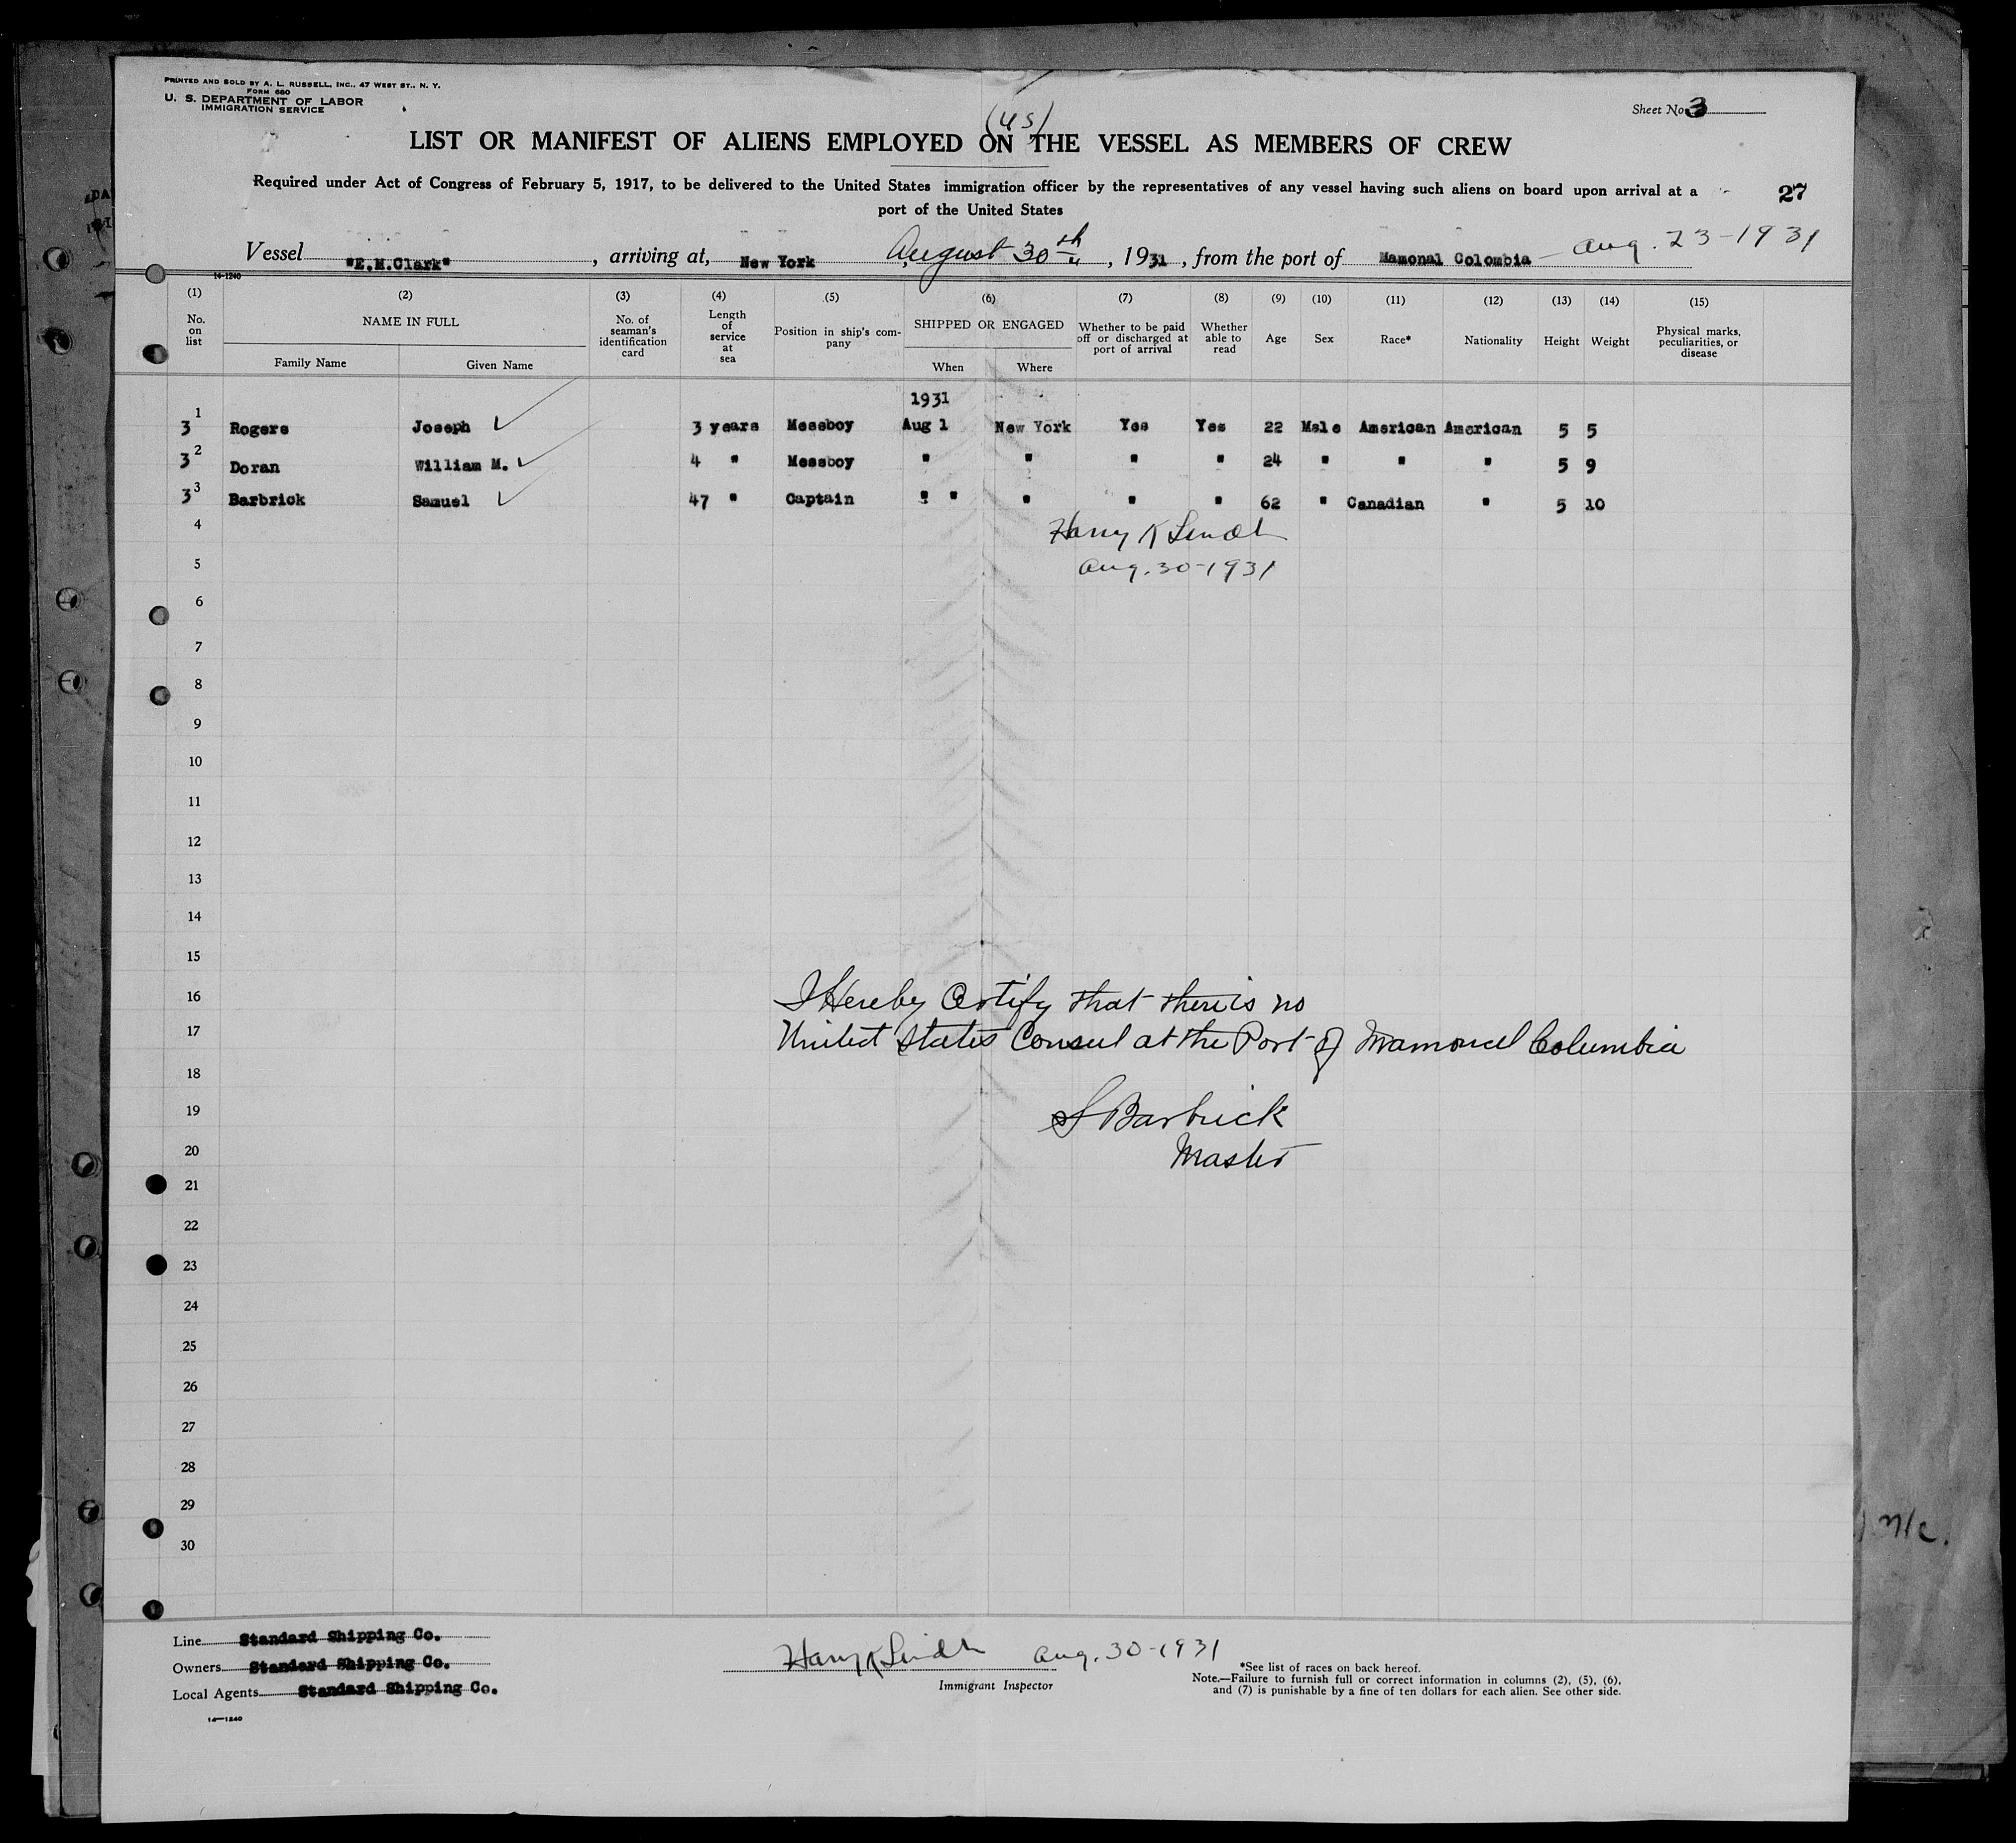 PRINTED AND SOLD BY A. L. RUSSELL, INC., 47 WEST ST., N. Y.
FORM 680
U. S. DEPARTMENT OF LABOR
IMMIGRATION SERVICE
Sheet No. 3
(US)
LIST OR MANIFEST OF ALIENS EMPLOYED ON THE VESSEL AS MEMBERS OF CREW
Required under Act of Congress of February 5, 1917, to be delivered to the United States immigration officer by the representatives of any vessel having such aliens on board upon arrival at a
port of the United States
27
Vessel "E.M.Clark", arriving at, New York August 30th, 1931, from the port of Mamonal Colombia - Aug. 23-1931
14-1240
(1) (2) (3) (4) (5) (6) (7) (8) (9) (10) (11) (12) (13) (14) (15)
No. on list
NAME IN FULL
Family Name
Given Name
No. of seaman's identification card
Length of service at sea
Position in ship's company
SHIPPED OR ENGAGED
When
Where
Whether to be paid off or discharged at port of arrival
Whether able to read
Age
Sex
Race*
Nationality
Height
Weight
Physical marks, peculiarities, or disease
1931
3 1 Rogers Joseph ✓ 3 years Messboy Aug 1 New York Yes Yes 22 Male American American 5 5
3 2 Doran William M. ✓ 4 " Messboy " " " " 24 " " " 5 9
3 3 Barbrick Samuel ✓ 47 " Captain " " " " " 62 " Canadian " 5 10
4 Harry K
5 Aug. 30-1931
6
7
8
9
10
11
12
13
14
15
16 I Hereby Certify that there is no
17 United States Consul at the Port of Mamonal Columbia
18
19 S Barbrick
20 Master
21
22
23
24
25
26
27
28
29
30
Line Standard Shipping Co.
Owners Standard Shipping Co.
Local Agents Standard Shipping Co.
14-1240
Harry K Aug. 30-1931
Immigrant Inspector
*See list of races on back hereof.
Note.—Failure to furnish full or correct information in columns (2), (5), (6),
and (7) is punishable by a fine of ten dollars for each alien. See other side.